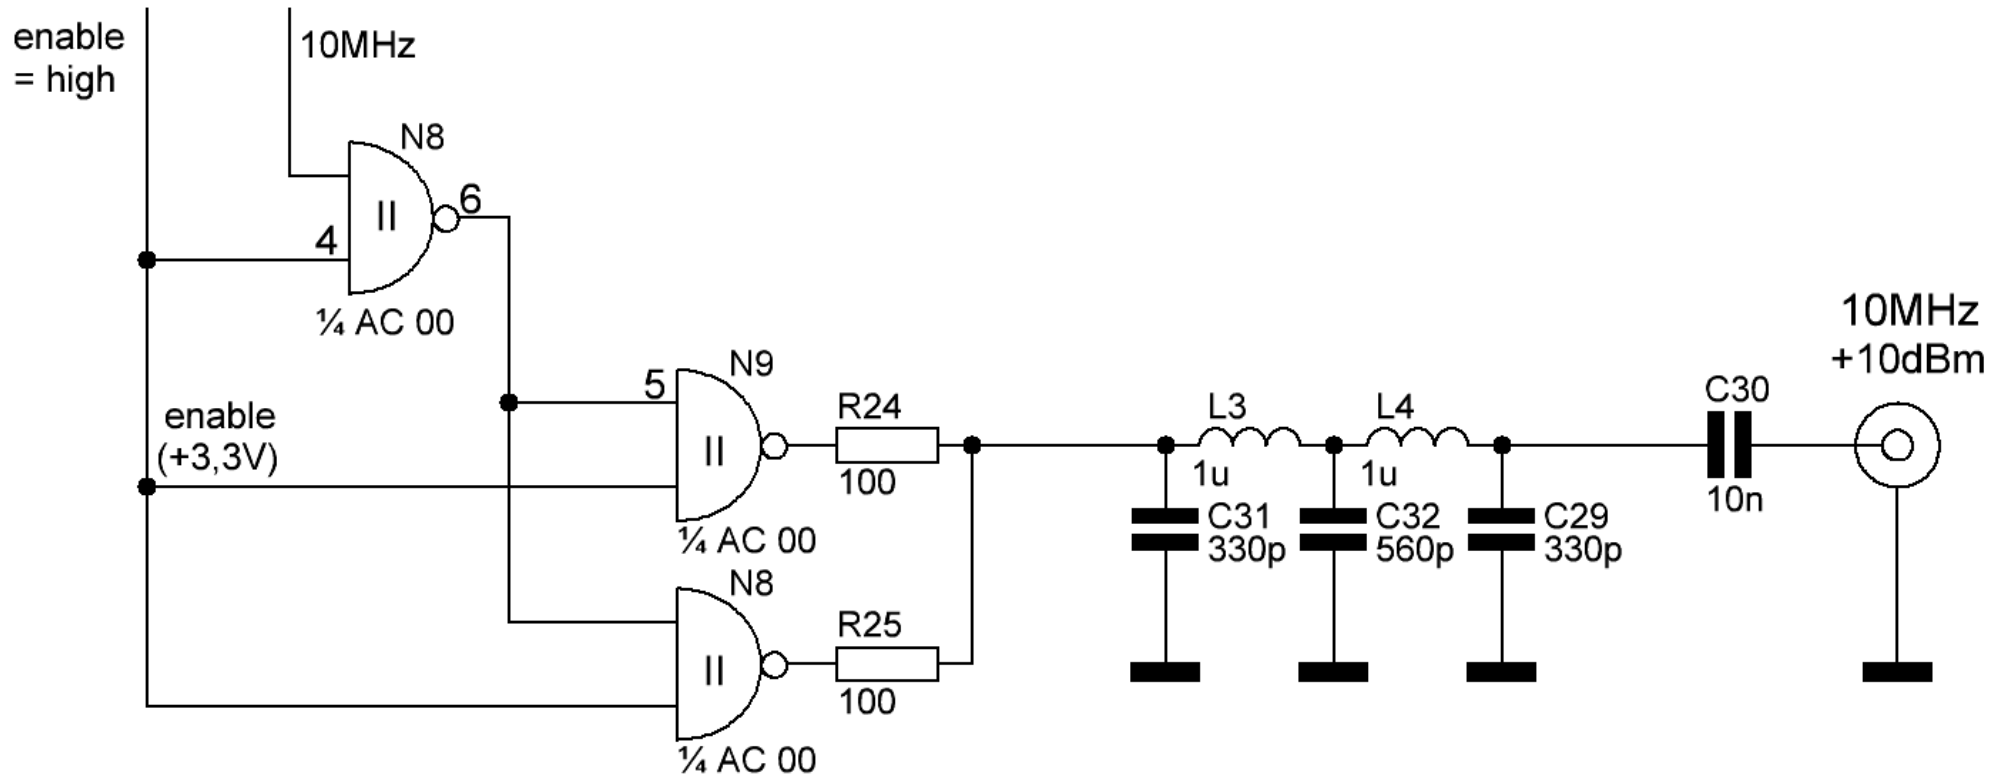 enable
= high
10MHz
N8
II
4
6
¼ AC 00
enable
(+3,3V)
5
N9
II
¼ AC 00
R24
100
N8
II
¼ AC 00
R25
100
L3
1u
L4
1u
C31
330p
C32
560p
C29
330p
C30
10n
10MHz
+10dBm